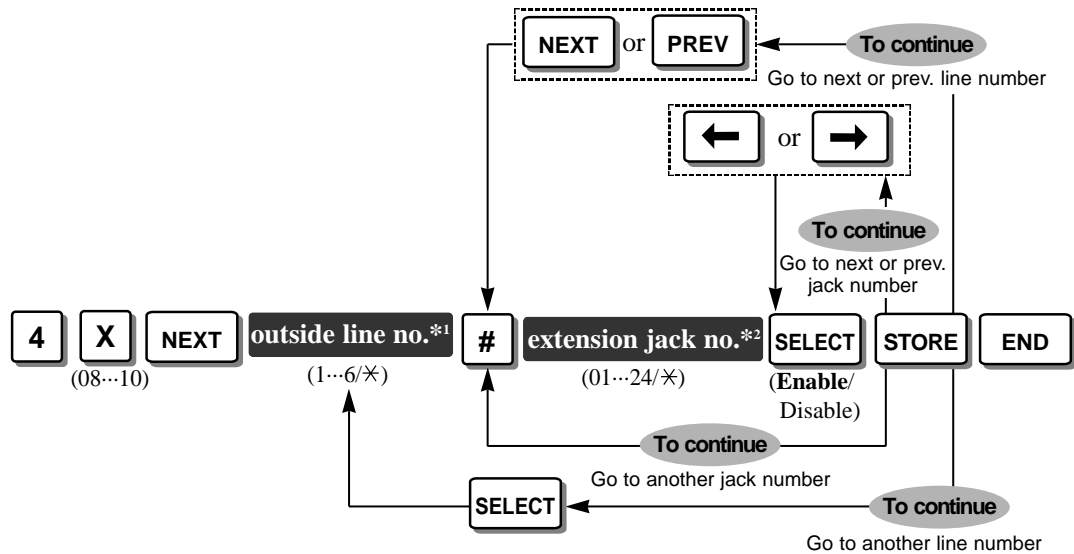 NEXT or PREV
To continue
Go to next or prev. line number
← or →
To continue
Go to next or prev.
jack number
4 X NEXT outside line no.*1 # extension jack no.*2 SELECT STORE END
(08···10) (1···6/✳) (01···24/✳) (Enable/
Disable)
To continue
Go to another jack number
SELECT
To continue
Go to another line number